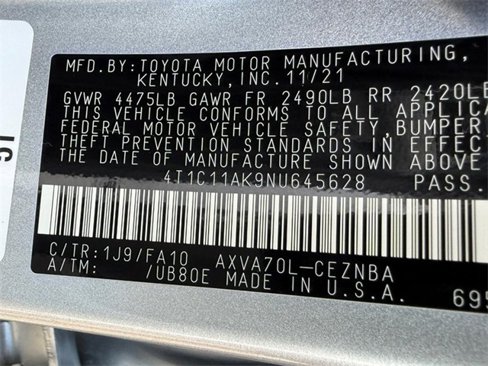 MFD.BY:TOYOTA MOTOR MANUFACTURING,
KENTUCKY,INC.11/21
GVWR 4475LB GAWR FR 2490LB RR 2420LB
THIS VEHICLE CONFORMS TO ALL APPLICA
FEDERAL MOTOR VEHICLE SAFETY,BUMPER,
THEFT PREVENTION STANDARDS IN EFFEC
THE DATE OF MANUFACTURE SHOWN ABOVE
4T1C11AK9NU645628 PASS.
C/TR:1J9/FA10 AXVA70L-CEZNBA
A/TM: /UB80E MADE IN U.S.A. 695